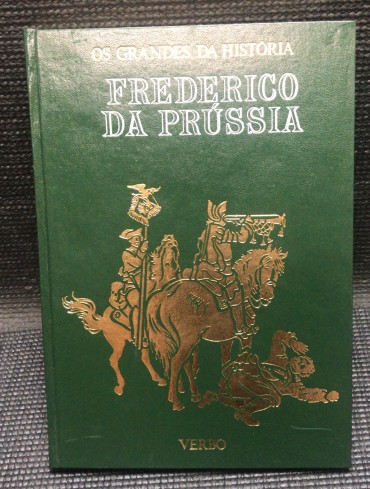 OS GRANDES DA HISTÓRIA
FREDERICO
DA PRÚSSIA
VERBO